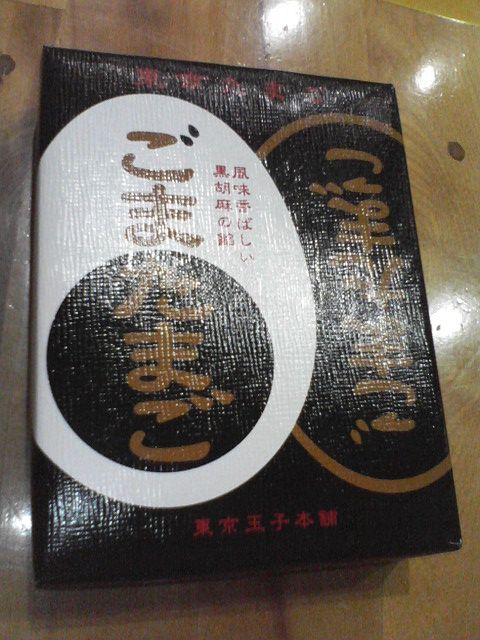 東京たまご
ごまたまご
風味香ばしい
黒胡麻の餡
ごまたまご
東京玉子本舗